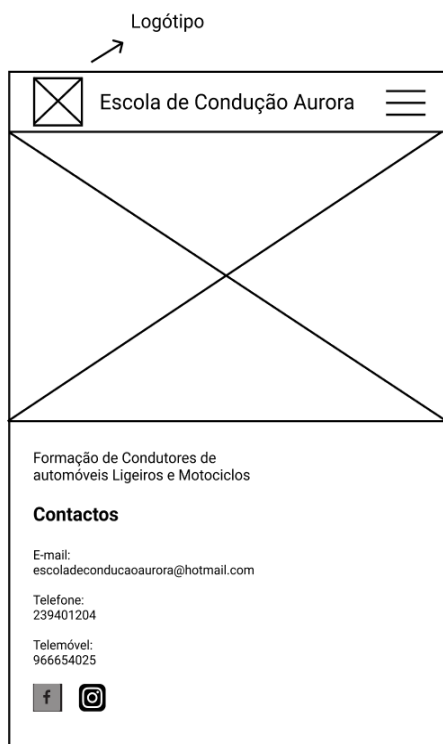 Logótipo
Escola de Condução Aurora
Formação de Condutores de
automóveis Ligeiros e Motociclos
Contactos
E-mail:
escoladeconducaoaurora@hotmail.com
Telefone:
239401204
Telemóvel:
966654025